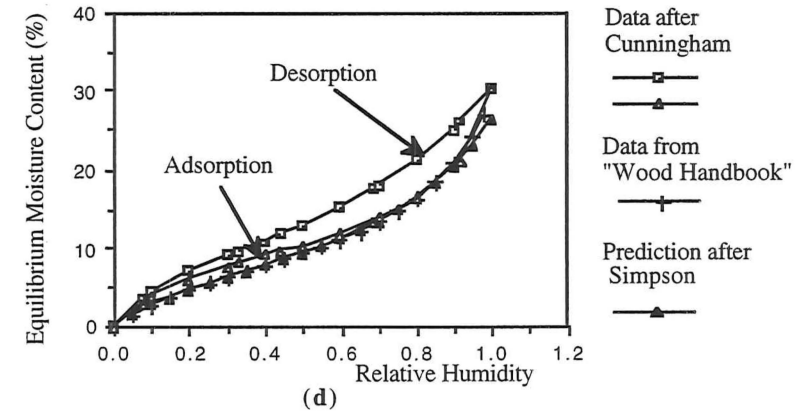 Equilibrium Moisture Content (%)
40
30
20
10
0
0.0 0.2 0.4 0.6 0.8 1.0 1.2
Relative Humidity
Desorption
Adsorption
Data after
Cunningham
Data from
"Wood Handbook"
Prediction after
Simpson
(d)